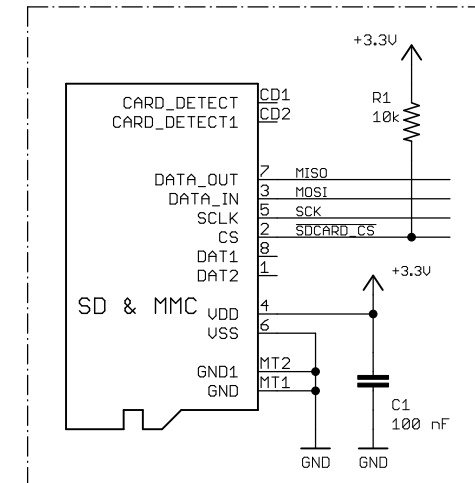 +3.3V
CARD_DETECT CD1
CARD_DETECT1 CD2
R1
10k
DATA_OUT 7 MISO
DATA_IN 3 MOSI
SCLK 5 SCK
CS 2 SDCARD_CS
DAT1 8
DAT2 1
+3.3V
SD & MMC
VDD 4
VSS 6
GND1 MT2
GND MT1
C1
100 nF
GND GND